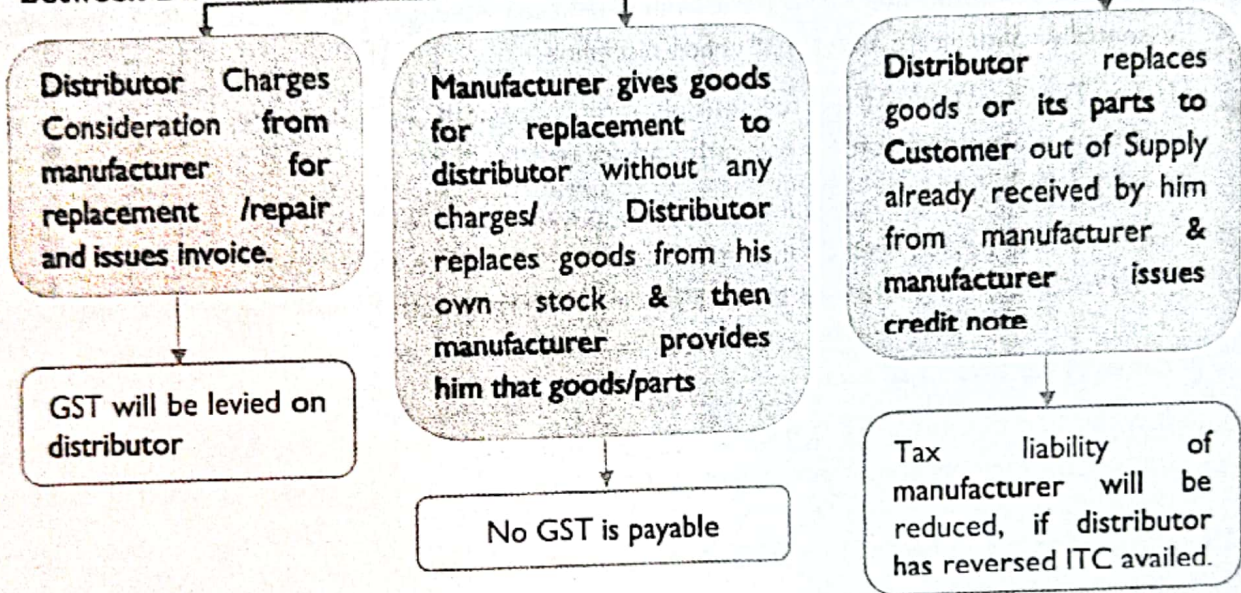 Distributor Charges
Consideration from
manufacturer for
replacement /repair
and issues invoice.
GST will be levied on
distributor
Manufacturer gives goods
for replacement to
distributor without any
charges/ Distributor
replaces goods from his
own stock & then
manufacturer provides
him that goods/parts
No GST is payable
Distributor replaces
goods or its parts to
Customer out of Supply
already received by him
from manufacturer &
manufacturer issues
credit note
Tax liability of
manufacturer will be
reduced, if distributor
has reversed ITC availed.